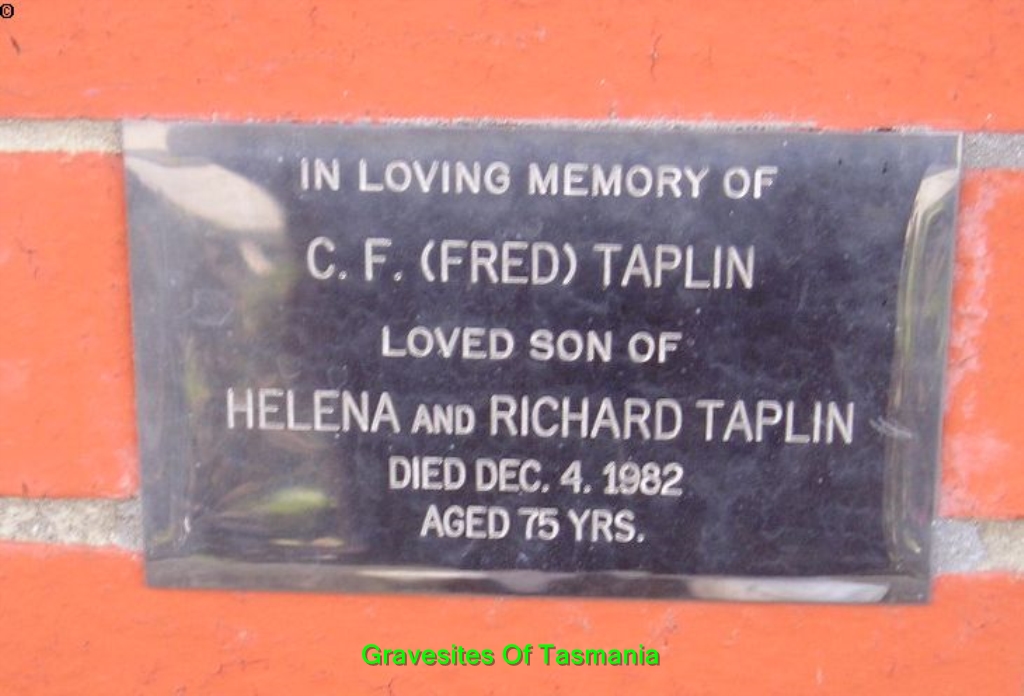 ©
IN LOVING MEMORY OF
C. F. (FRED) TAPLIN
LOVED SON OF
HELENA AND RICHARD TAPLIN
DIED DEC. 4. 1982
AGED 75 YRS.
Gravesites Of Tasmania